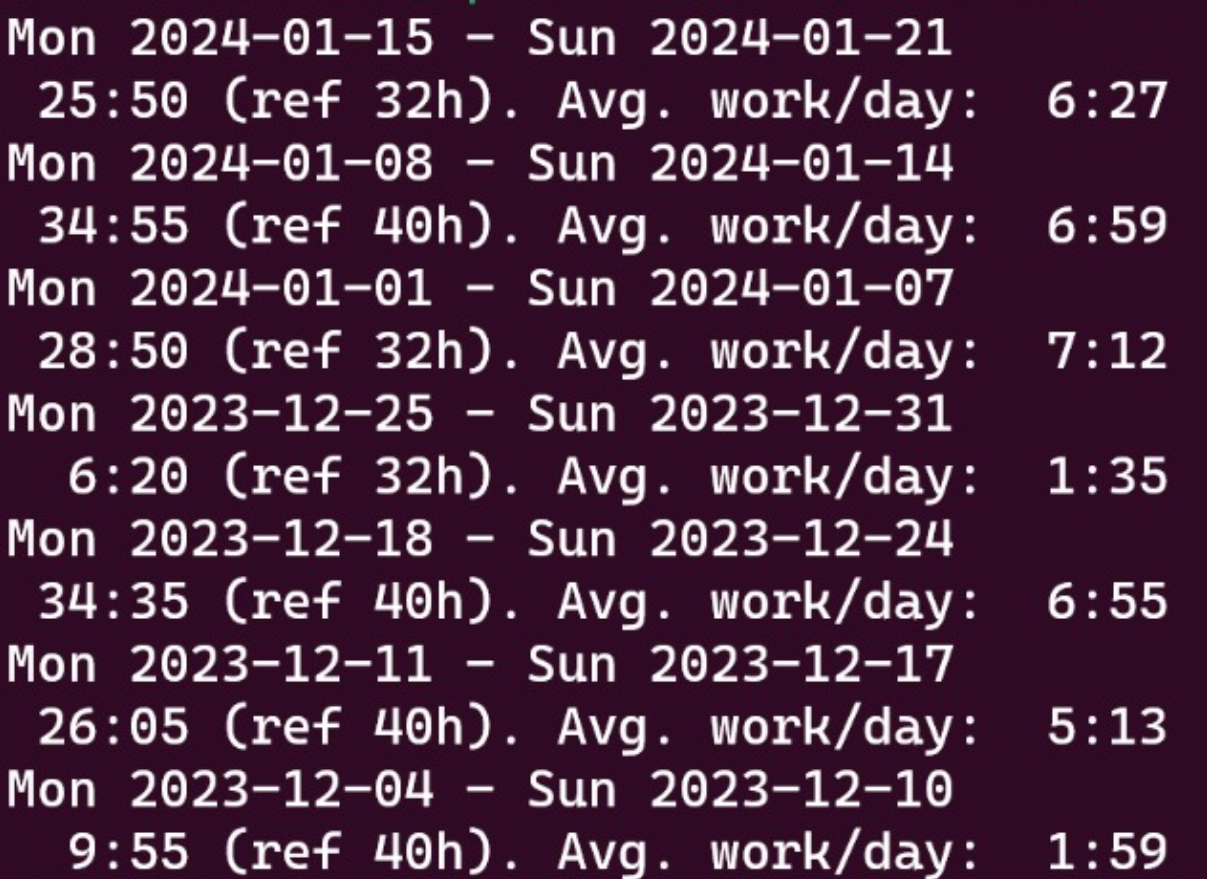 Mon 2024-01-15 - Sun 2024-01-21
25:50 (ref 32h). Avg. work/day: 6:27
Mon 2024-01-08 - Sun 2024-01-14
34:55 (ref 40h). Avg. work/day: 6:59
Mon 2024-01-01 - Sun 2024-01-07
28:50 (ref 32h). Avg. work/day: 7:12
Mon 2023-12-25 - Sun 2023-12-31
6:20 (ref 32h). Avg. work/day: 1:35
Mon 2023-12-18 - Sun 2023-12-24
34:35 (ref 40h). Avg. work/day: 6:55
Mon 2023-12-11 - Sun 2023-12-17
26:05 (ref 40h). Avg. work/day: 5:13
Mon 2023-12-04 - Sun 2023-12-10
9:55 (ref 40h). Avg. work/day: 1:59